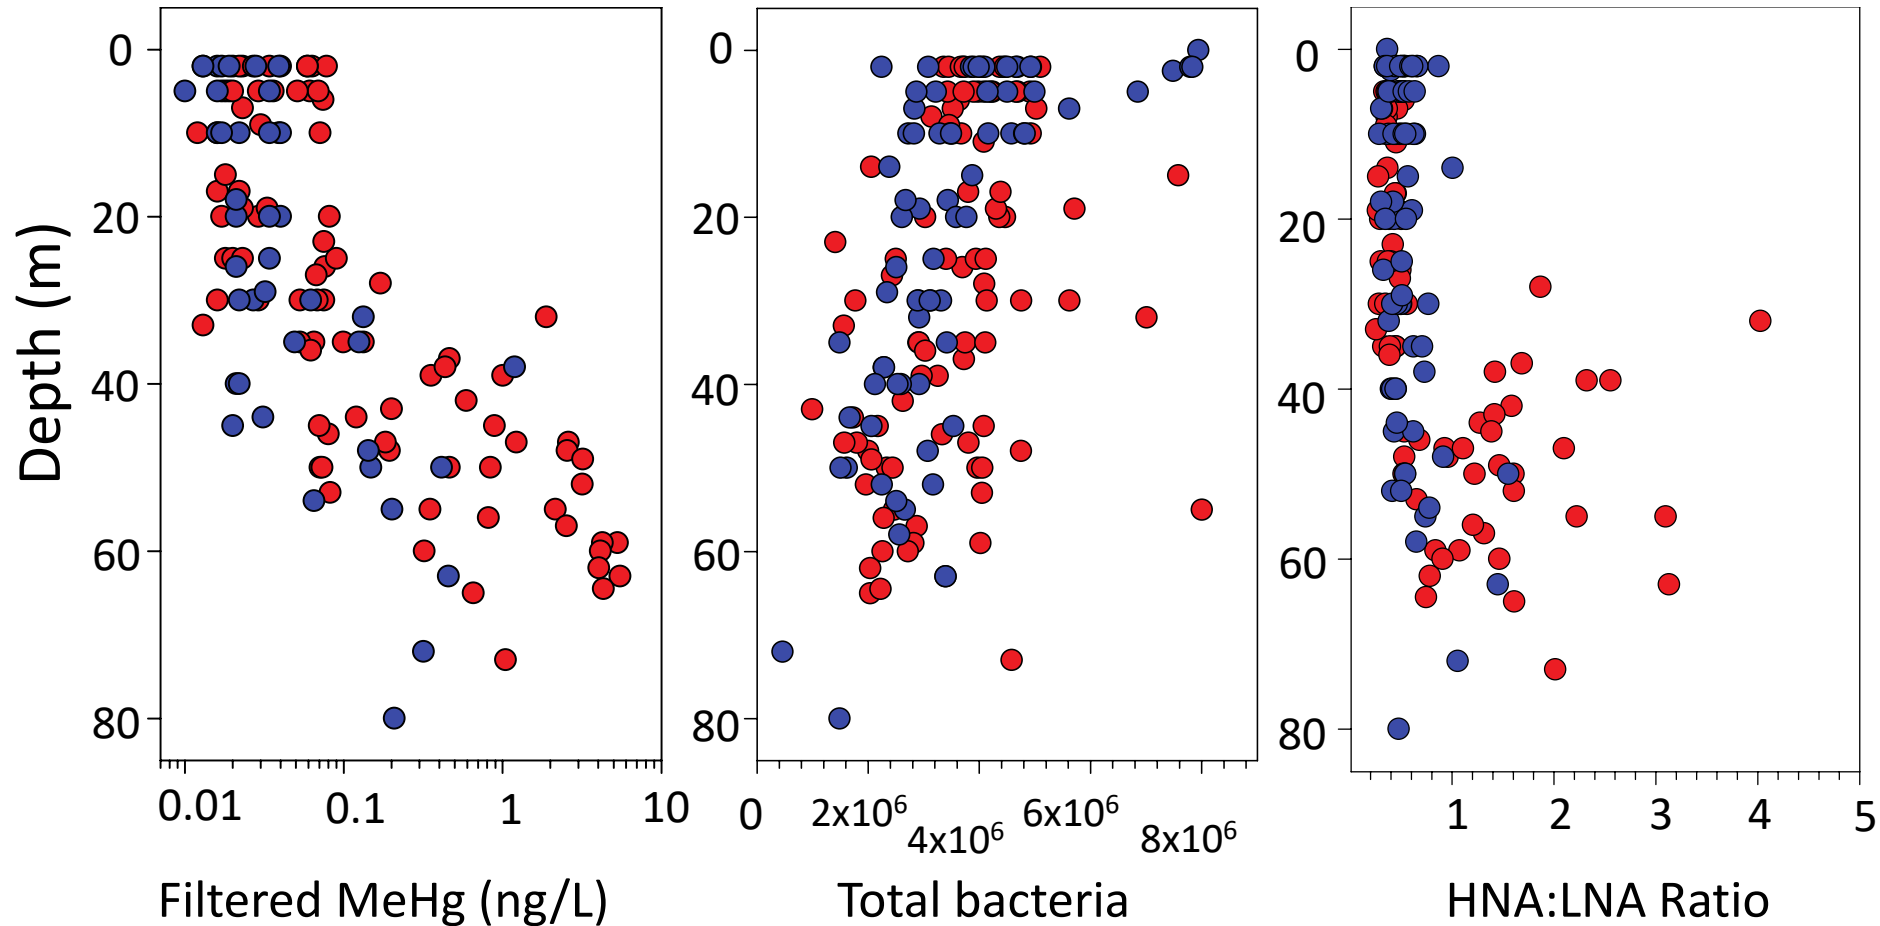 Depth (m)
0
20
40
60
80
0.01 0.1 1 10
Filtered MeHg (ng/L)
0
20
40
60
80
0 2x10⁶ 4x10⁶ 6x10⁶ 8x10⁶
Total bacteria
0
20
40
60
80
1 2 3 4 5
HNA:LNA Ratio